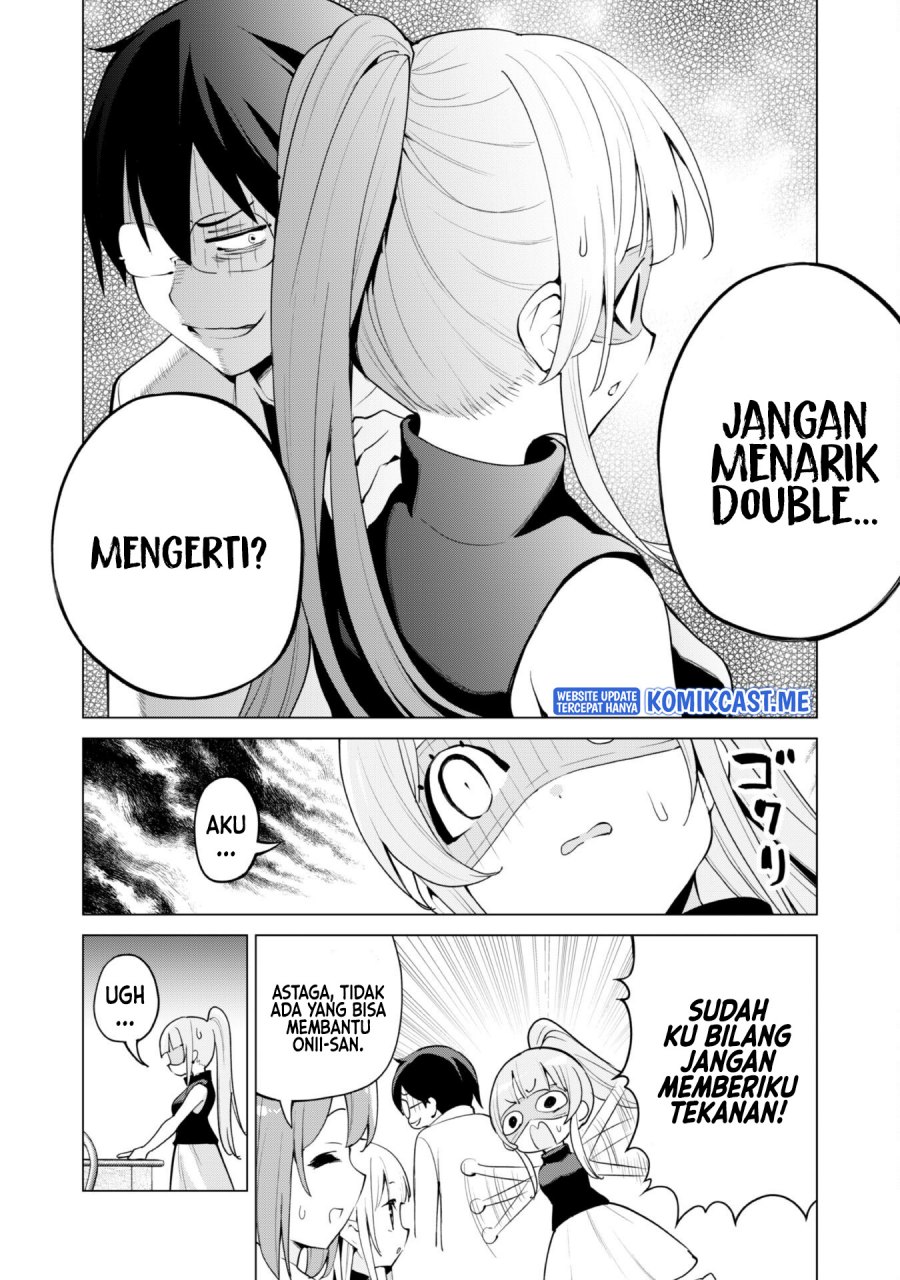 JANGAN
MENARIK
DOUBLE...
MENGERTI?
WEBSITE UPDATE
TERCEPAT HANYA
KOMIKCAST.ME
ゴクリ
AKU
...
SUDAH
KU BILANG
JANGAN
MEMBERIKU
TEKANAN!
ASTAGA, TIDAK
ADA YANG BISA
MEMBANTU
ONII-SAN.
UGH
...